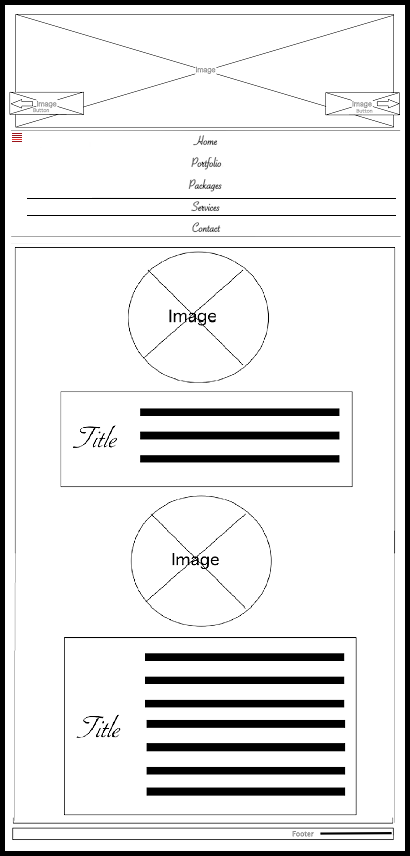 Image
Image
Button
Image
Button
Home
Portfolio
Packages
Services
Contact
Image
Title
Image
Title
Footer